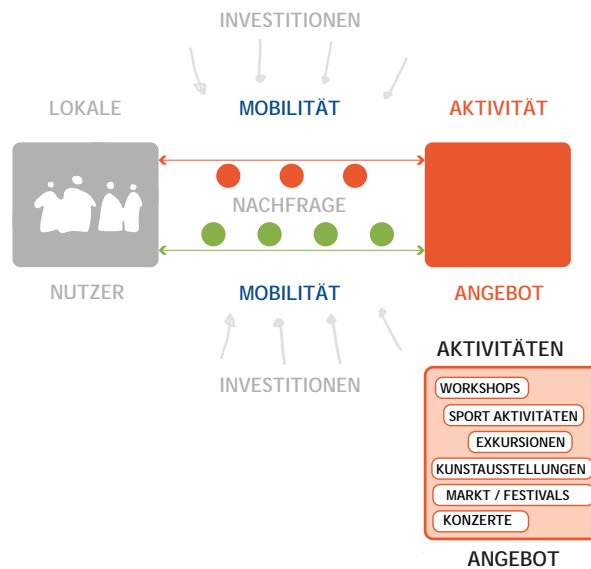 INVESTITIONEN
LOKALE MOBILITÄT AKTIVITÄT
NACHFRAGE
NUTZER MOBILITÄT ANGEBOT
INVESTITIONEN
AKTIVITÄTEN
WORKSHOPS
SPORT AKTIVITÄTEN
EXKURSIONEN
KUNSTAUSSTELLUNGEN
MARKT / FESTIVALS
KONZERTE
ANGEBOT